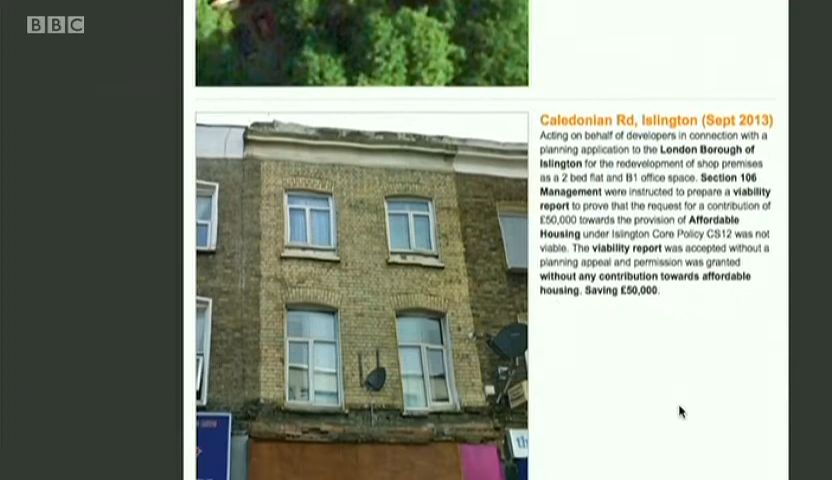 BBC
Caledonian Rd, Islington (Sept 2013)
Acting on behalf of developers in connection with a
planning application to the London Borough of
Islington for the redevelopment of shop premises
as a 2 bed flat and B1 office space. Section 106
Management were instructed to prepare a viability
report to prove that the request for a contribution of
£50,000 towards the provision of Affordable
Housing under Islington Core Policy CS12 was not
viable. The viability report was accepted without a
planning appeal and permission was granted
without any contribution towards affordable
housing. Saving £50,000.
th